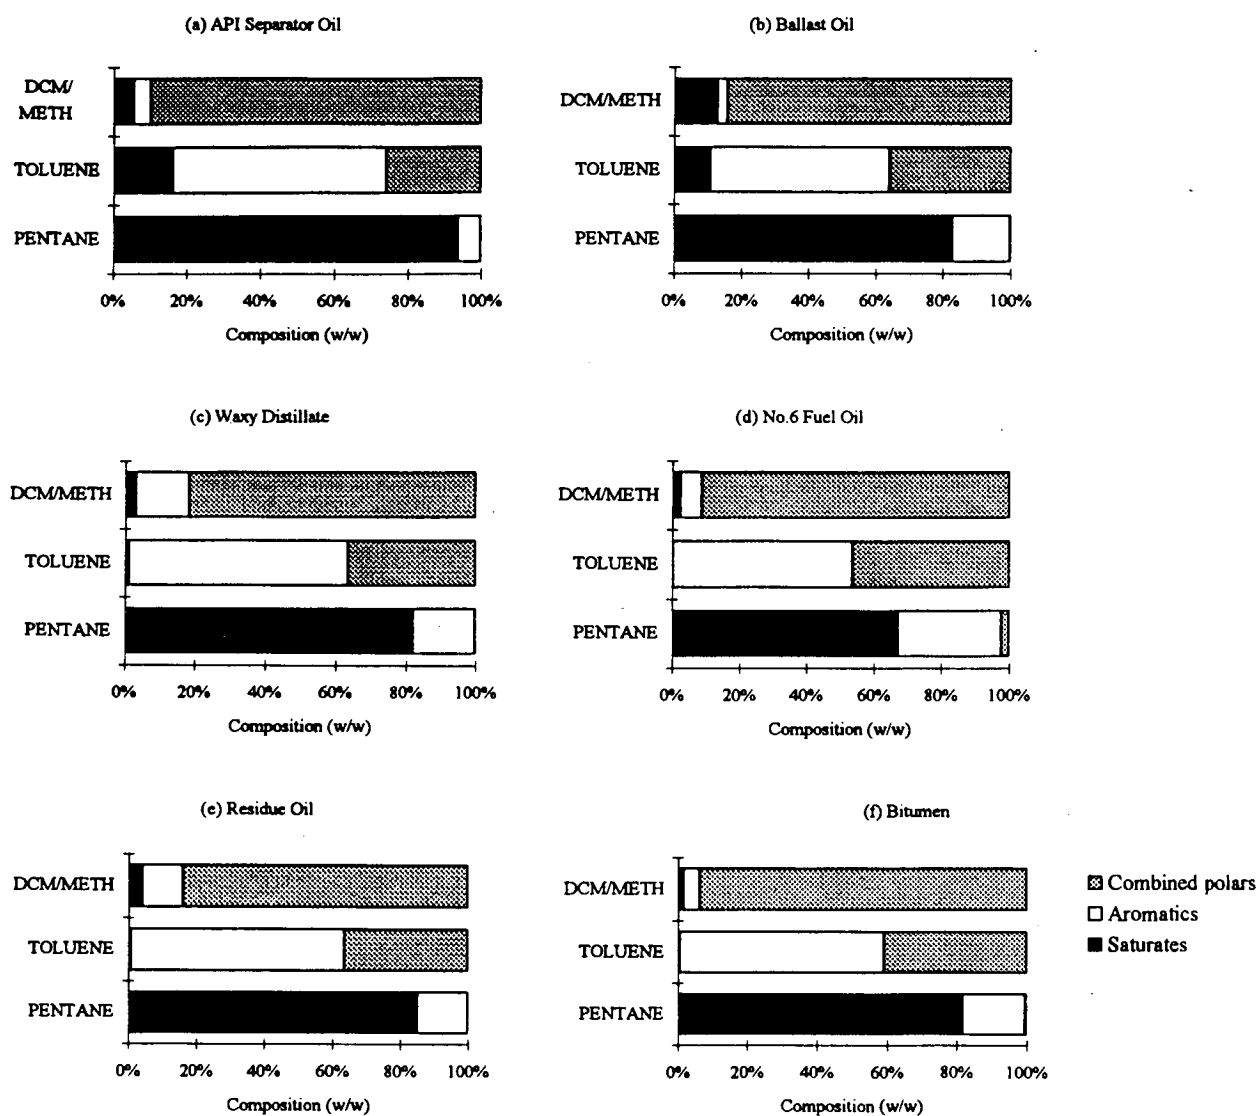 (a) API Separator Oil
DCM/
METH
TOLUENE
PENTANE
0% 20% 40% 60% 80% 100%
Composition (w/w)
(b) Ballast Oil
DCM/METH
TOLUENE
PENTANE
0% 20% 40% 60% 80% 100%
Composition (w/w)
(c) Waxy Distillate
DCM/METH
TOLUENE
PENTANE
0% 20% 40% 60% 80% 100%
Composition (w/w)
(d) No.6 Fuel Oil
DCM/METH
TOLUENE
PENTANE
0% 20% 40% 60% 80% 100%
Composition (w/w)
(e) Residue Oil
DCM/METH
TOLUENE
PENTANE
0% 20% 40% 60% 80% 100%
Composition (w/w)
(f) Bitumen
DCM/METH
TOLUENE
PENTANE
0% 20% 40% 60% 80% 100%
Composition (w/w)
Combined polars
Aromatics
Saturates